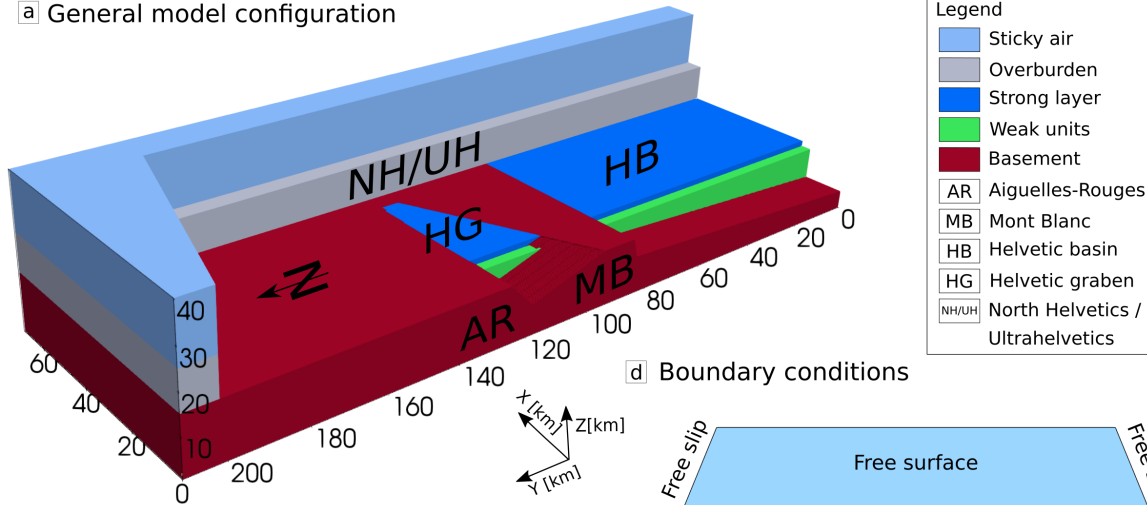 a General model configuration
NH/UH
HB
HG
N
MB
AR
40
30
20
10
60
40
20
0
200
180
160
140
120
100
80
60
40
20
0
X [km]
Z[km]
Y [km]
Legend
Sticky air
Overburden
Strong layer
Weak units
Basement
AR Aiguelles-Rouges
MB Mont Blanc
HB Helvetic basin
HG Helvetic graben
NH/UH North Helvetics /
Ultrahelvetics
d Boundary conditions
Free slip
Free surface
Free